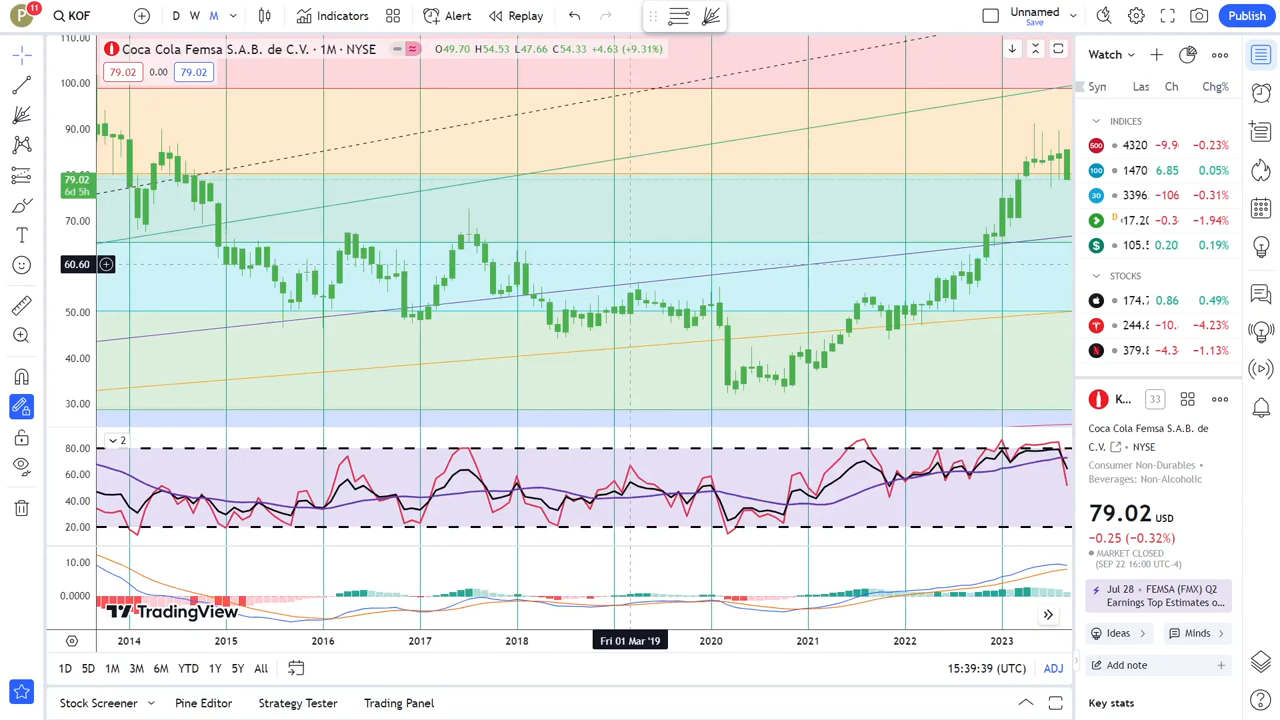 P 11 KOF D W M Indicators Alert Replay Unnamed Save Publish
Coca Cola Femsa S.A.B. de C.V. · 1M · NYSE O49.70 H54.53 L47.66 C54.33 +4.63 (+9.31%)
79.02 0.00 79.02
110.00
100.00
90.00
80.00
79.02
6d 5h
70.00
60.60
50.00
40.00
30.00
2
80.00
60.00
40.00
20.00
10.00
0.0000
TradingView
2014 2015 2016 2017 2018 Fri 01 Mar '19 2020 2021 2022 2023
1D 5D 1M 3M 6M YTD 1Y 5Y All 15:39:39 (UTC) ADJ
Stock Screener Pine Editor Strategy Tester Trading Panel
Watch
Syn Las Ch Chg%
INDICES
500 4320 -9.9 -0.23%
100 1470 6.85 0.05%
30 3396. -106 -0.31%
D 17.20 -0.3 -1.94%
105.5 0.20 0.19%
STOCKS
174.7 0.86 0.49%
244.8 -10. -4.23%
379.8 -4.3 -1.13%
K... 33
Coca Cola Femsa S.A.B. de
C.V. • NYSE
Consumer Non-Durables •
Beverages: Non-Alcoholic
79.02 USD
−0.25 (−0.32%)
MARKET CLOSED
(SEP 22 16:00 UTC-4)
Jul 28 • FEMSA (FMX) Q2
Earnings Top Estimates o...
Ideas Minds
Add note
Key stats